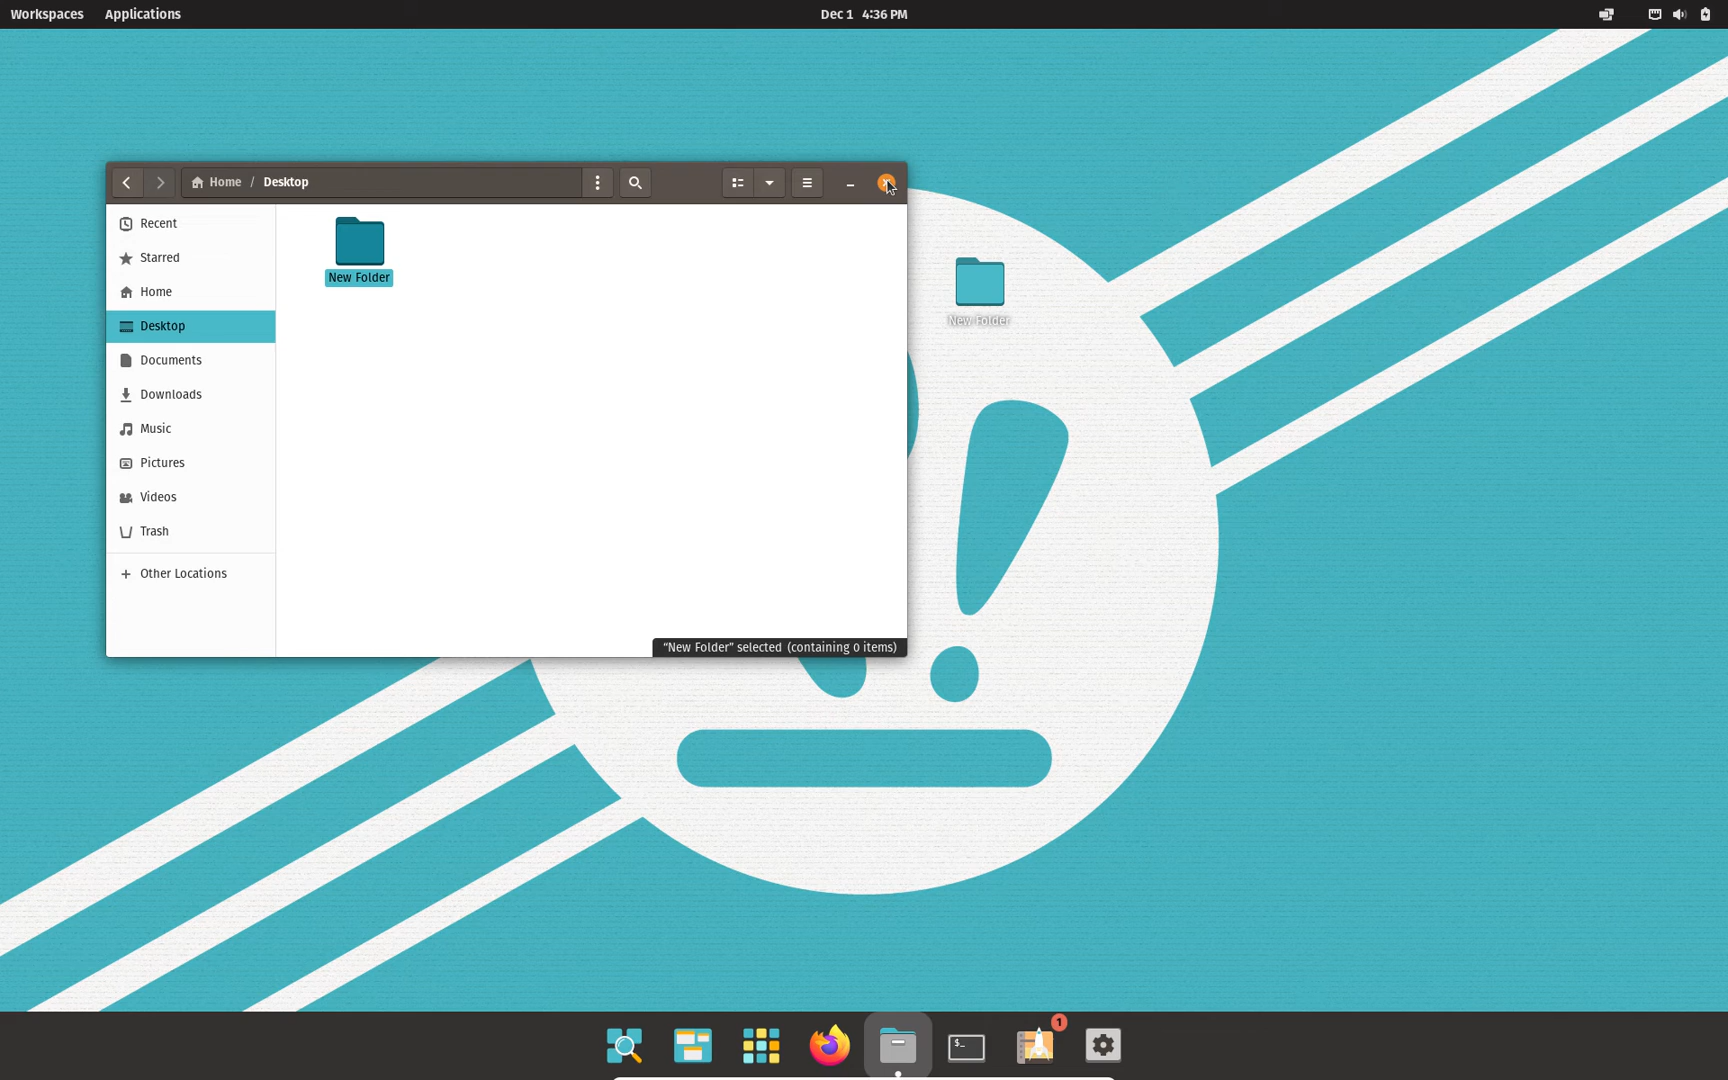 Workspaces
Applications
Dec 1 4:36 PM
Home / Desktop
Recent
Starred
Home
Desktop
Documents
Downloads
Music
Pictures
Videos
Trash
Other Locations
New Folder
"New Folder" selected (containing 0 items)
New Folder
$_
1